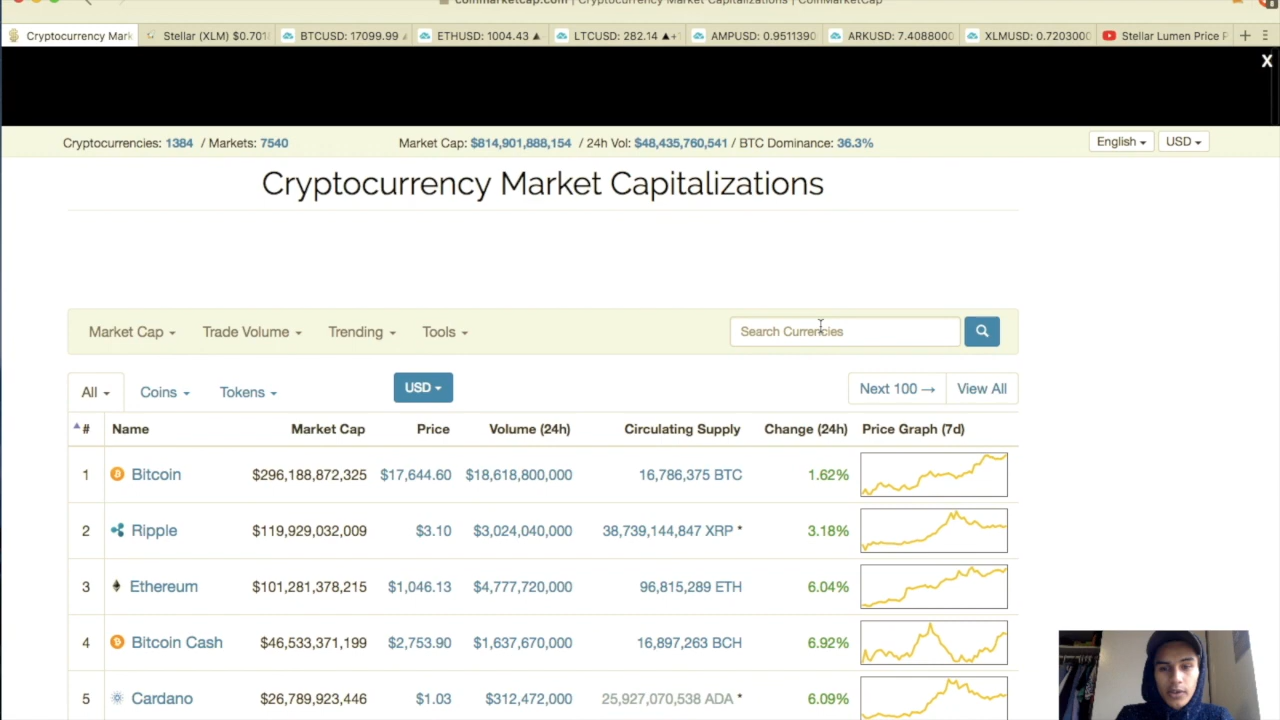 coinmarketcap.com | Cryptocurrency Market Capitalizations | CoinMarketCap
Cryptocurrency Mark Stellar (XLM) $0.701 BTCUSD: 17099.99 ETHUSD: 1004.43 ▲ LTCUSD: 282.14 ▲+1 AMPUSD: 0.9511390 ARKUSD: 7.4088000 XLMUSD: 0.7203000 Stellar Lumen Price P
X
Cryptocurrencies: 1384 / Markets: 7540 Market Cap: $814,901,888,154 / 24h Vol: $48,435,760,541 / BTC Dominance: 36.3% English USD
Cryptocurrency Market Capitalizations
Market Cap Trade Volume Trending Tools Search Currencies
All Coins Tokens USD Next 100 → View All
# Name Market Cap Price Volume (24h) Circulating Supply Change (24h) Price Graph (7d)
1 Bitcoin $296,188,872,325 $17,644.60 $18,618,800,000 16,786,375 BTC 1.62%
2 Ripple $119,929,032,009 $3.10 $3,024,040,000 38,739,144,847 XRP * 3.18%
3 Ethereum $101,281,378,215 $1,046.13 $4,777,720,000 96,815,289 ETH 6.04%
4 Bitcoin Cash $46,533,371,199 $2,753.90 $1,637,670,000 16,897,263 BCH 6.92%
5 Cardano $26,789,923,446 $1.03 $312,472,000 25,927,070,538 ADA * 6.09%